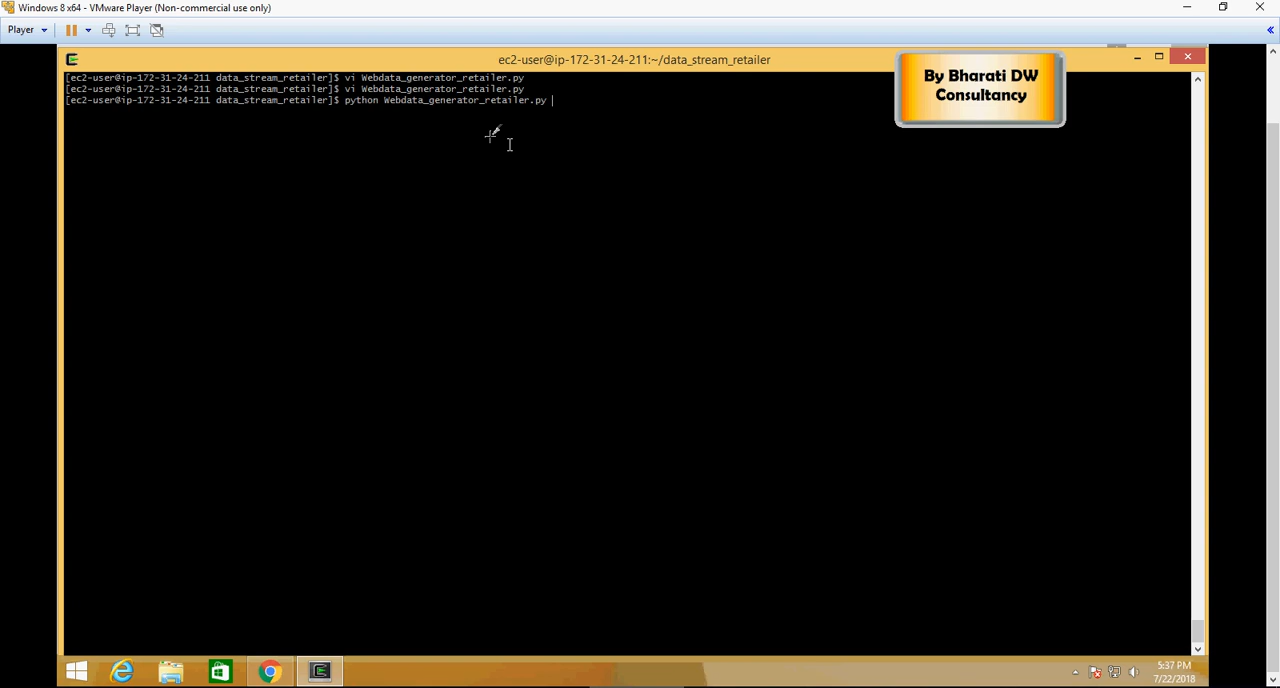 Windows 8 x64 - VMware Player (Non-commercial use only)
Player
ec2-user@ip-172-31-24-211:~/data_stream_retailer
[ec2-user@ip-172-31-24-211 data_stream_retailer]$ vi Webdata_generator_retailer.py
[ec2-user@ip-172-31-24-211 data_stream_retailer]$ vi Webdata_generator_retailer.py
[ec2-user@ip-172-31-24-211 data_stream_retailer]$ python Webdata_generator_retailer.py
By Bharati DW
Consultancy
5:37 PM
7/22/2018